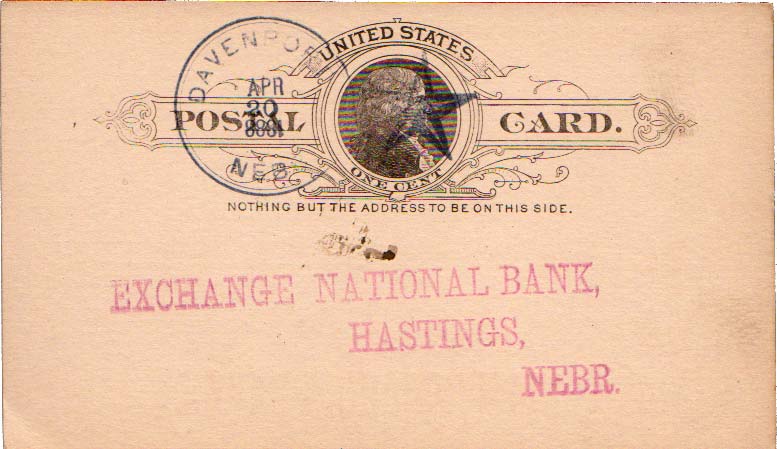 UNITED STATES
POSTAL CARD.
ONE CENT
NOTHING BUT THE ADDRESS TO BE ON THIS SIDE.
APR
20
1888
NEB
EXCHANGE NATIONAL BANK,
HASTINGS,
NEBR.